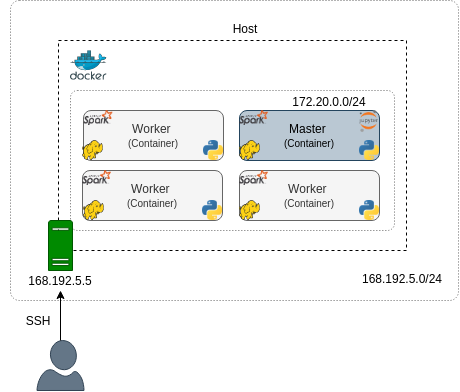 Host
docker
172.20.0.0/24
Spark
Worker
(Container)
Spark
Master
(Container)
jupyter
Spark
Worker
(Container)
Spark
Worker
(Container)
168.192.5.5
168.192.5.0/24
SSH